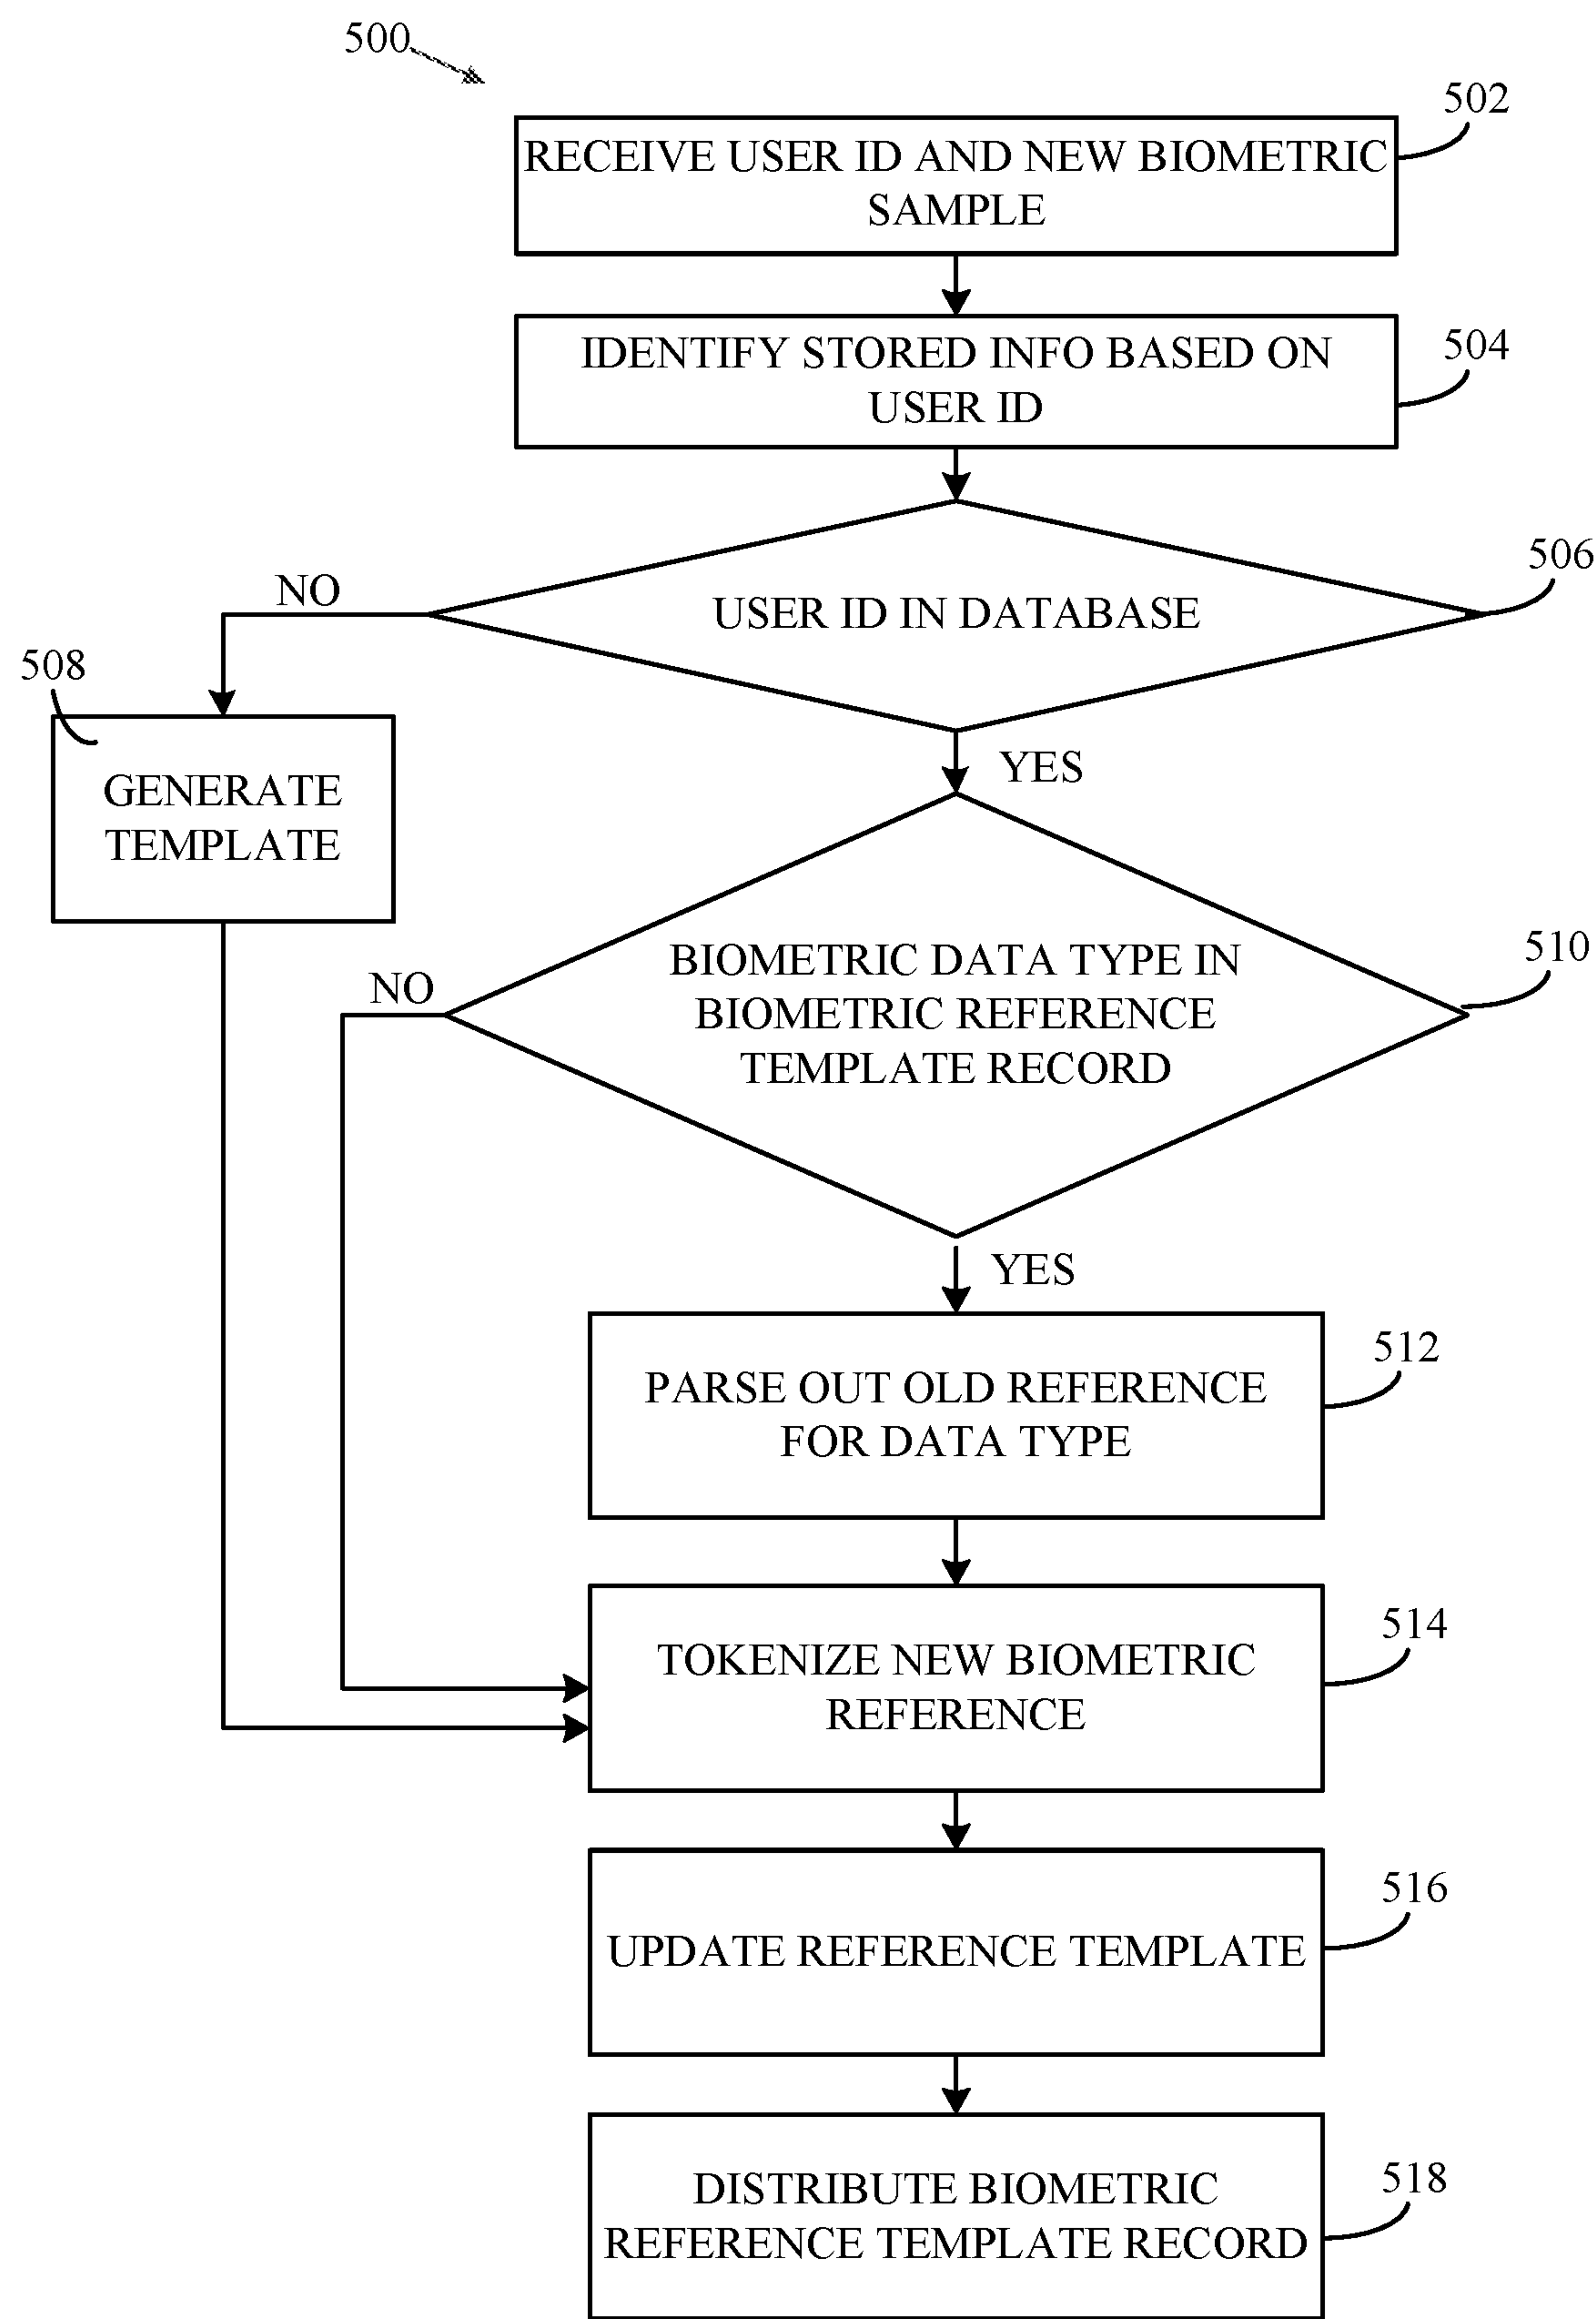 500
502
RECEIVE USER ID AND NEW BIOMETRIC
SAMPLE
504
IDENTIFY STORED INFO BASED ON
USER ID
506
USER ID IN DATABASE
NO
508
GENERATE
TEMPLATE
YES
510
BIOMETRIC DATA TYPE IN
BIOMETRIC REFERENCE
TEMPLATE RECORD
NO
YES
512
PARSE OUT OLD REFERENCE
FOR DATA TYPE
514
TOKENIZE NEW BIOMETRIC
REFERENCE
516
UPDATE REFERENCE TEMPLATE
518
DISTRIBUTE BIOMETRIC
REFERENCE TEMPLATE RECORD